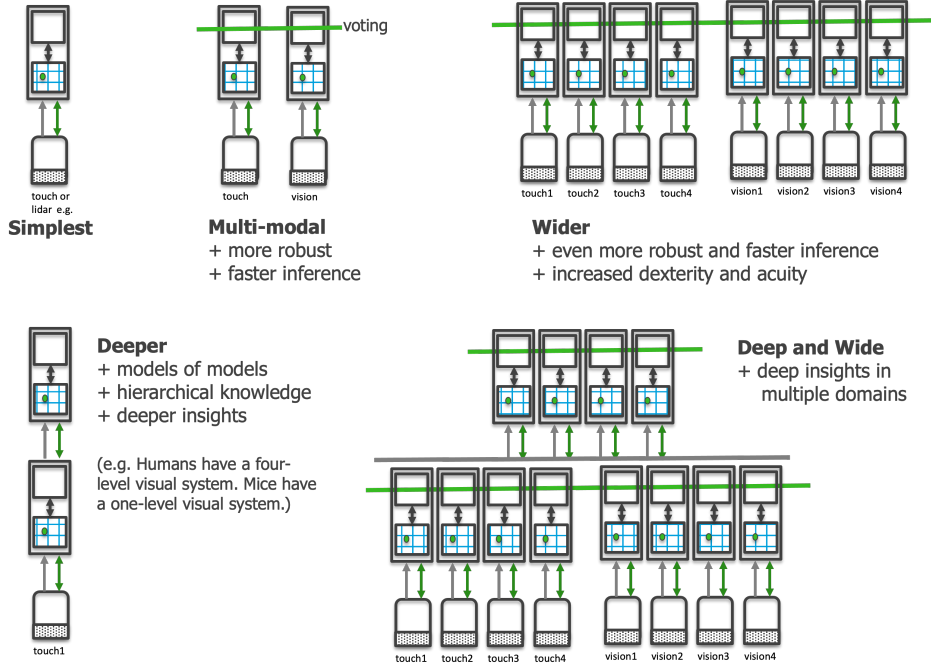 voting
touch or
lidar e.g.
Simplest
touch
vision
Multi-modal
+ more robust
+ faster inference
touch1
touch2
touch3
touch4
vision1
vision2
vision3
vision4
Wider
+ even more robust and faster inference
+ increased dexterity and acuity
Deeper
+ models of models
+ hierarchical knowledge
+ deeper insights
(e.g. Humans have a four-
level visual system. Mice have
a one-level visual system.)
touch1
Deep and Wide
+ deep insights in
multiple domains
touch1
touch2
touch3
touch4
vision1
vision2
vision3
vision4